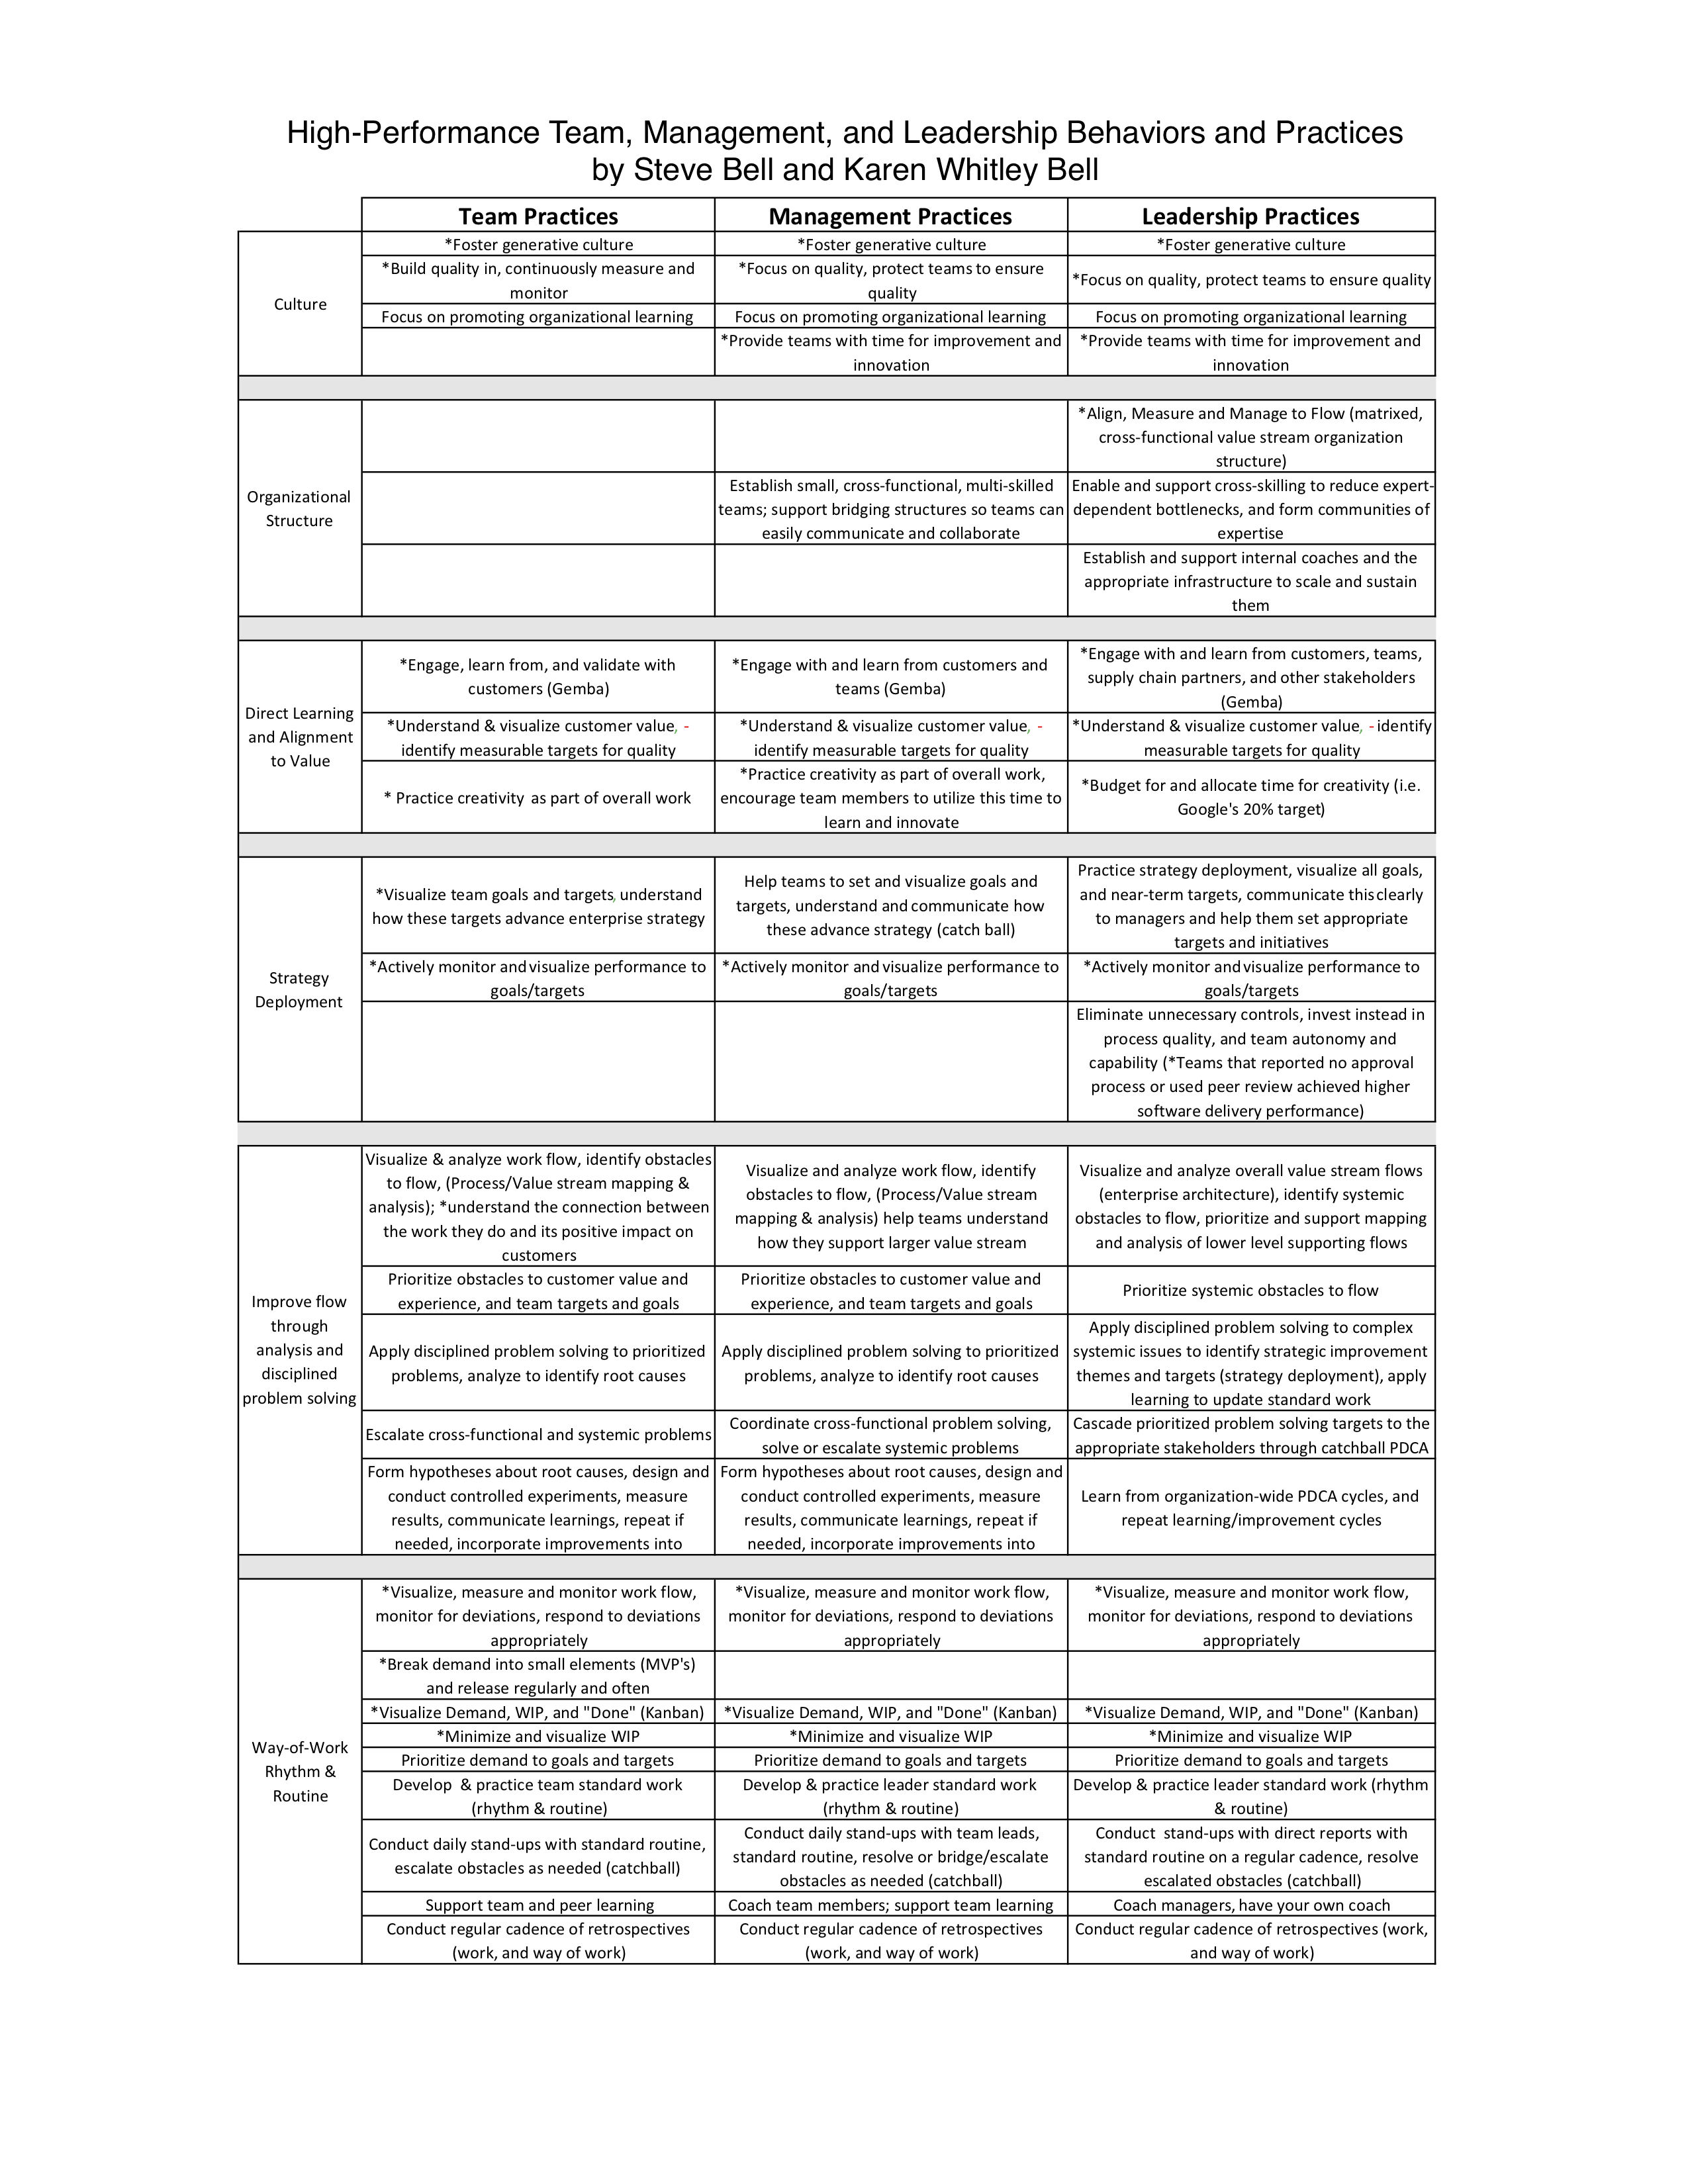 High-Performance Team, Management, and Leadership Behaviors and Practices
by Steve Bell and Karen Whitley Bell
Team Practices
Management Practices
Leadership Practices
Culture
*Foster generative culture
*Foster generative culture
*Foster generative culture
*Build quality in, continuously measure and
monitor
*Focus on quality, protect teams to ensure
quality
*Focus on quality, protect teams to ensure quality
Focus on promoting organizational learning
Focus on promoting organizational learning
Focus on promoting organizational learning
*Provide teams with time for improvement and
innovation
*Provide teams with time for improvement and
innovation
Organizational
Structure
*Align, Measure and Manage to Flow (matrixed,
cross-functional value stream organization
structure)
Establish small, cross-functional, multi-skilled
teams; support bridging structures so teams can
easily communicate and collaborate
Enable and support cross-skilling to reduce expert-
dependent bottlenecks, and form communities of
expertise
Establish and support internal coaches and the
appropriate infrastructure to scale and sustain
them
Direct Learning
and Alignment
to Value
*Engage, learn from, and validate with
customers (Gemba)
*Engage with and learn from customers and
teams (Gemba)
*Engage with and learn from customers, teams,
supply chain partners, and other stakeholders
(Gemba)
*Understand & visualize customer value, -
identify measurable targets for quality
*Understand & visualize customer value, -
identify measurable targets for quality
*Understand & visualize customer value, - identify
measurable targets for quality
* Practice creativity as part of overall work
*Practice creativity as part of overall work,
encourage team members to utilize this time to
learn and innovate
*Budget for and allocate time for creativity (i.e.
Google's 20% target)
Strategy
Deployment
*Visualize team goals and targets, understand
how these targets advance enterprise strategy
Help teams to set and visualize goals and
targets, understand and communicate how
these advance strategy (catch ball)
Practice strategy deployment, visualize all goals,
and near-term targets, communicate this clearly
to managers and help them set appropriate
targets and initiatives
*Actively monitor and visualize performance to
goals/targets
*Actively monitor and visualize performance to
goals/targets
*Actively monitor and visualize performance to
goals/targets
Eliminate unnecessary controls, invest instead in
process quality, and team autonomy and
capability (*Teams that reported no approval
process or used peer review achieved higher
software delivery performance)
Improve flow
through
analysis and
disciplined
problem solving
Visualize & analyze work flow, identify obstacles
to flow, (Process/Value stream mapping &
analysis); *understand the connection between
the work they do and its positive impact on
customers
Visualize and analyze work flow, identify
obstacles to flow, (Process/Value stream
mapping & analysis) help teams understand
how they support larger value stream
Visualize and analyze overall value stream flows
(enterprise architecture), identify systemic
obstacles to flow, prioritize and support mapping
and analysis of lower level supporting flows
Prioritize obstacles to customer value and
experience, and team targets and goals
Prioritize obstacles to customer value and
experience, and team targets and goals
Prioritize systemic obstacles to flow
Apply disciplined problem solving to prioritized
problems, analyze to identify root causes
Apply disciplined problem solving to prioritized
problems, analyze to identify root causes
Apply disciplined problem solving to complex
systemic issues to identify strategic improvement
themes and targets (strategy deployment), apply
learning to update standard work
Escalate cross-functional and systemic problems
Coordinate cross-functional problem solving,
solve or escalate systemic problems
Cascade prioritized problem solving targets to the
appropriate stakeholders through catchball PDCA
Form hypotheses about root causes, design and
conduct controlled experiments, measure
results, communicate learnings, repeat if
needed, incorporate improvements into
Form hypotheses about root causes, design and
conduct controlled experiments, measure
results, communicate learnings, repeat if
needed, incorporate improvements into
Learn from organization-wide PDCA cycles, and
repeat learning/improvement cycles
Way-of-Work
Rhythm &
Routine
*Visualize, measure and monitor work flow,
monitor for deviations, respond to deviations
appropriately
*Visualize, measure and monitor work flow,
monitor for deviations, respond to deviations
appropriately
*Visualize, measure and monitor work flow,
monitor for deviations, respond to deviations
appropriately
*Break demand into small elements (MVP's)
and release regularly and often
*Visualize Demand, WIP, and "Done" (Kanban)
*Visualize Demand, WIP, and "Done" (Kanban)
*Visualize Demand, WIP, and "Done" (Kanban)
*Minimize and visualize WIP
*Minimize and visualize WIP
*Minimize and visualize WIP
Prioritize demand to goals and targets
Prioritize demand to goals and targets
Prioritize demand to goals and targets
Develop & practice team standard work
(rhythm & routine)
Develop & practice leader standard work
(rhythm & routine)
Develop & practice leader standard work (rhythm
& routine)
Conduct daily stand-ups with standard routine,
escalate obstacles as needed (catchball)
Conduct daily stand-ups with team leads,
standard routine, resolve or bridge/escalate
obstacles as needed (catchball)
Conduct stand-ups with direct reports with
standard routine on a regular cadence, resolve
escalated obstacles (catchball)
Support team and peer learning
Coach team members; support team learning
Coach managers, have your own coach
Conduct regular cadence of retrospectives
(work, and way of work)
Conduct regular cadence of retrospectives
(work, and way of work)
Conduct regular cadence of retrospectives (work,
and way of work)